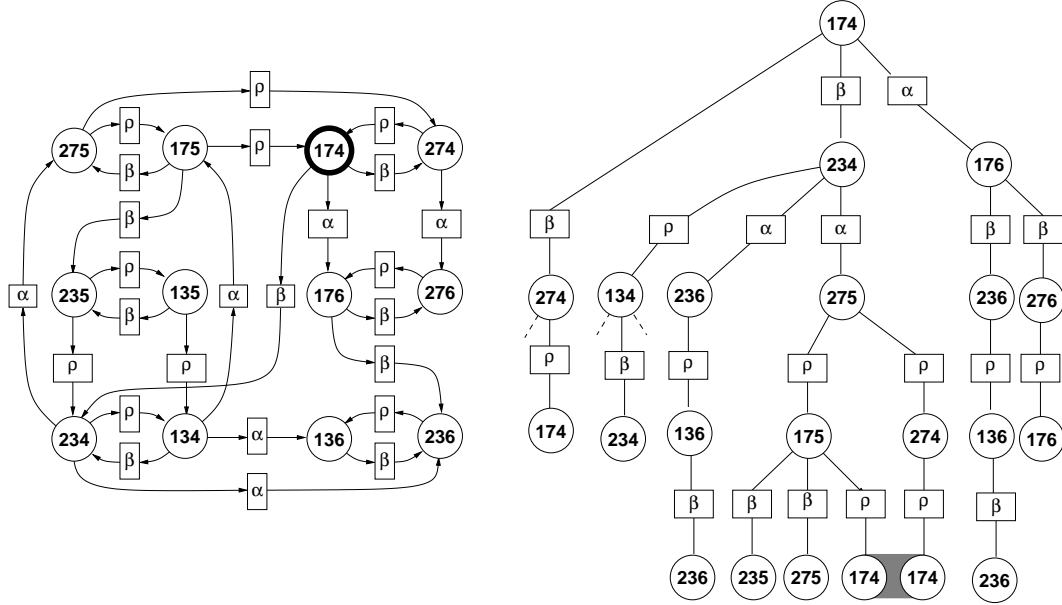 ρ
ρ ρ ρ
275 175 174 274
β β β
β α α
ρ ρ
α 235 135 α β 176 276
β β
ρ ρ β
ρ ρ
234 134 α 136 236
β β
α
174
β α
234 176
β ρ α α β β
274 134 236 275 236 276
ρ β ρ ρ ρ ρ ρ
174 234 136 175 274 136 176
β β β ρ ρ β
236 235 275 174 174 236